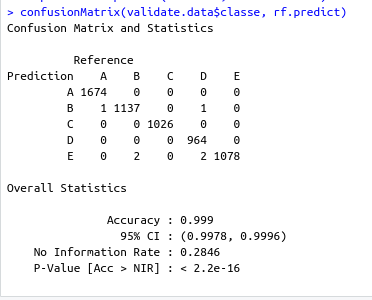 > confusionMatrix(validate.data$classe, rf.predict)
Confusion Matrix and Statistics
Reference
Prediction A B C D E
A 1674 0 0 0 0
B 1 1137 0 1 0
C 0 0 1026 0 0
D 0 0 0 964 0
E 0 2 0 2 1078
Overall Statistics
Accuracy : 0.999
95% CI : (0.9978, 0.9996)
No Information Rate : 0.2846
P-Value [Acc > NIR] : < 2.2e-16